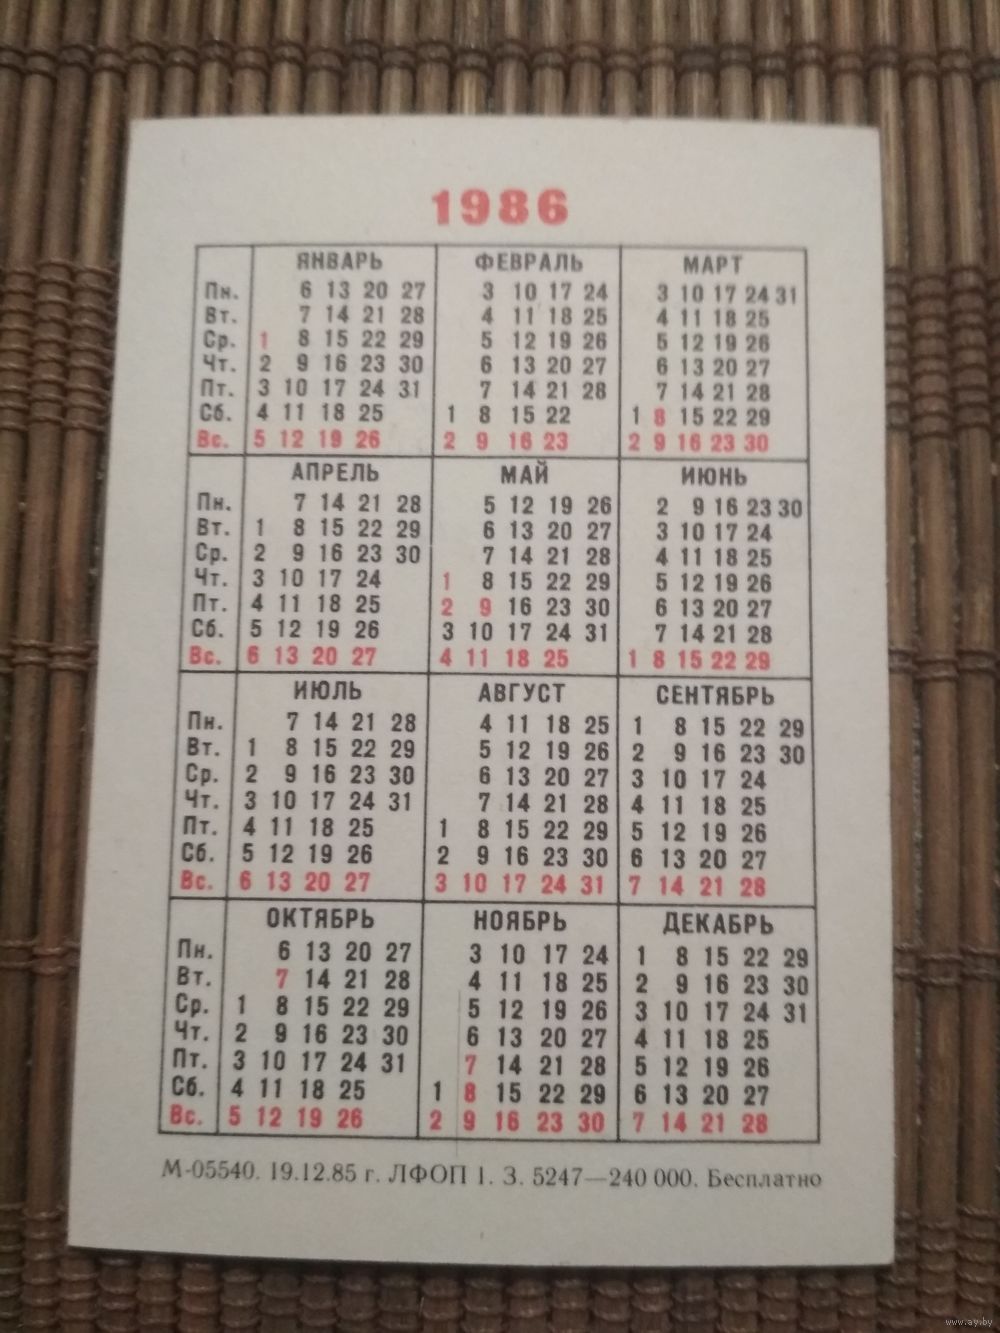 1986
ЯНВАРЬ ФЕВРАЛЬ МАРТ
Пн. 6 13 20 27 3 10 17 24 3 10 17 24 31
Вт. 7 14 21 28 4 11 18 25 4 11 18 25
Ср. 1 8 15 22 29 5 12 19 26 5 12 19 26
Чт. 2 9 16 23 30 6 13 20 27 6 13 20 27
Пт. 3 10 17 24 31 7 14 21 28 7 14 21 28
Сб. 4 11 18 25 1 8 15 22 1 8 15 22 29
Вс. 5 12 19 26 2 9 16 23 2 9 16 23 30
АПРЕЛЬ МАЙ ИЮНЬ
Пн. 7 14 21 28 5 12 19 26 2 9 16 23 30
Вт. 1 8 15 22 29 6 13 20 27 3 10 17 24
Ср. 2 9 16 23 30 7 14 21 28 4 11 18 25
Чт. 3 10 17 24 1 8 15 22 29 5 12 19 26
Пт. 4 11 18 25 2 9 16 23 30 6 13 20 27
Сб. 5 12 19 26 3 10 17 24 31 7 14 21 28
Вс. 6 13 20 27 4 11 18 25 1 8 15 22 29
ИЮЛЬ АВГУСТ СЕНТЯБРЬ
Пн. 7 14 21 28 4 11 18 25 1 8 15 22 29
Вт. 1 8 15 22 29 5 12 19 26 2 9 16 23 30
Ср. 2 9 16 23 30 6 13 20 27 3 10 17 24
Чт. 3 10 17 24 31 7 14 21 28 4 11 18 25
Пт. 4 11 18 25 1 8 15 22 29 5 12 19 26
Сб. 5 12 19 26 2 9 16 23 30 6 13 20 27
Вс. 6 13 20 27 3 10 17 24 31 7 14 21 28
ОКТЯБРЬ НОЯБРЬ ДЕКАБРЬ
Пн. 6 13 20 27 3 10 17 24 1 8 15 22 29
Вт. 7 14 21 28 4 11 18 25 2 9 16 23 30
Ср. 1 8 15 22 29 5 12 19 26 3 10 17 24 31
Чт. 2 9 16 23 30 6 13 20 27 4 11 18 25
Пт. 3 10 17 24 31 7 14 21 28 5 12 19 26
Сб. 4 11 18 25 1 8 15 22 29 6 13 20 27
Вс. 5 12 19 26 2 9 16 23 30 7 14 21 28
М-05540. 19.12.85 г. ЛФОП 1. З. 5247—240 000. Бесплатно
www.ay.by